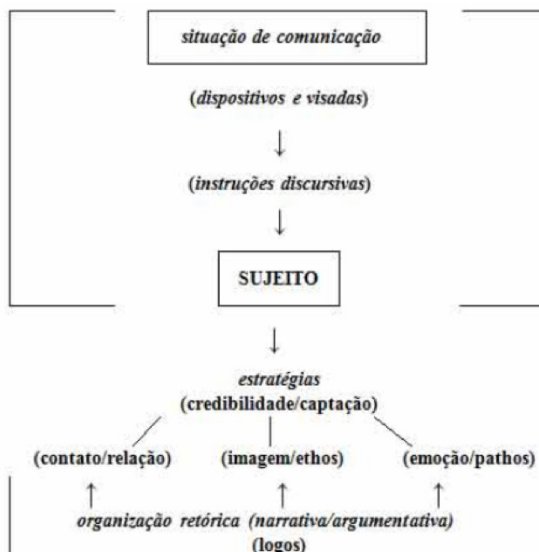 situação de comunicação
(dispositivos e visadas)
(instruções discursivas)
SUJEITO
estratégias
(credibilidade/captação)
(contato/relação) (imagem/ethos) (emoção/pathos)
organização retórica (narrativa/argumentativa)
(logos)